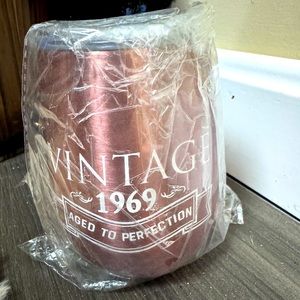 VINTAGE
1969
AGED TO PERFECTION